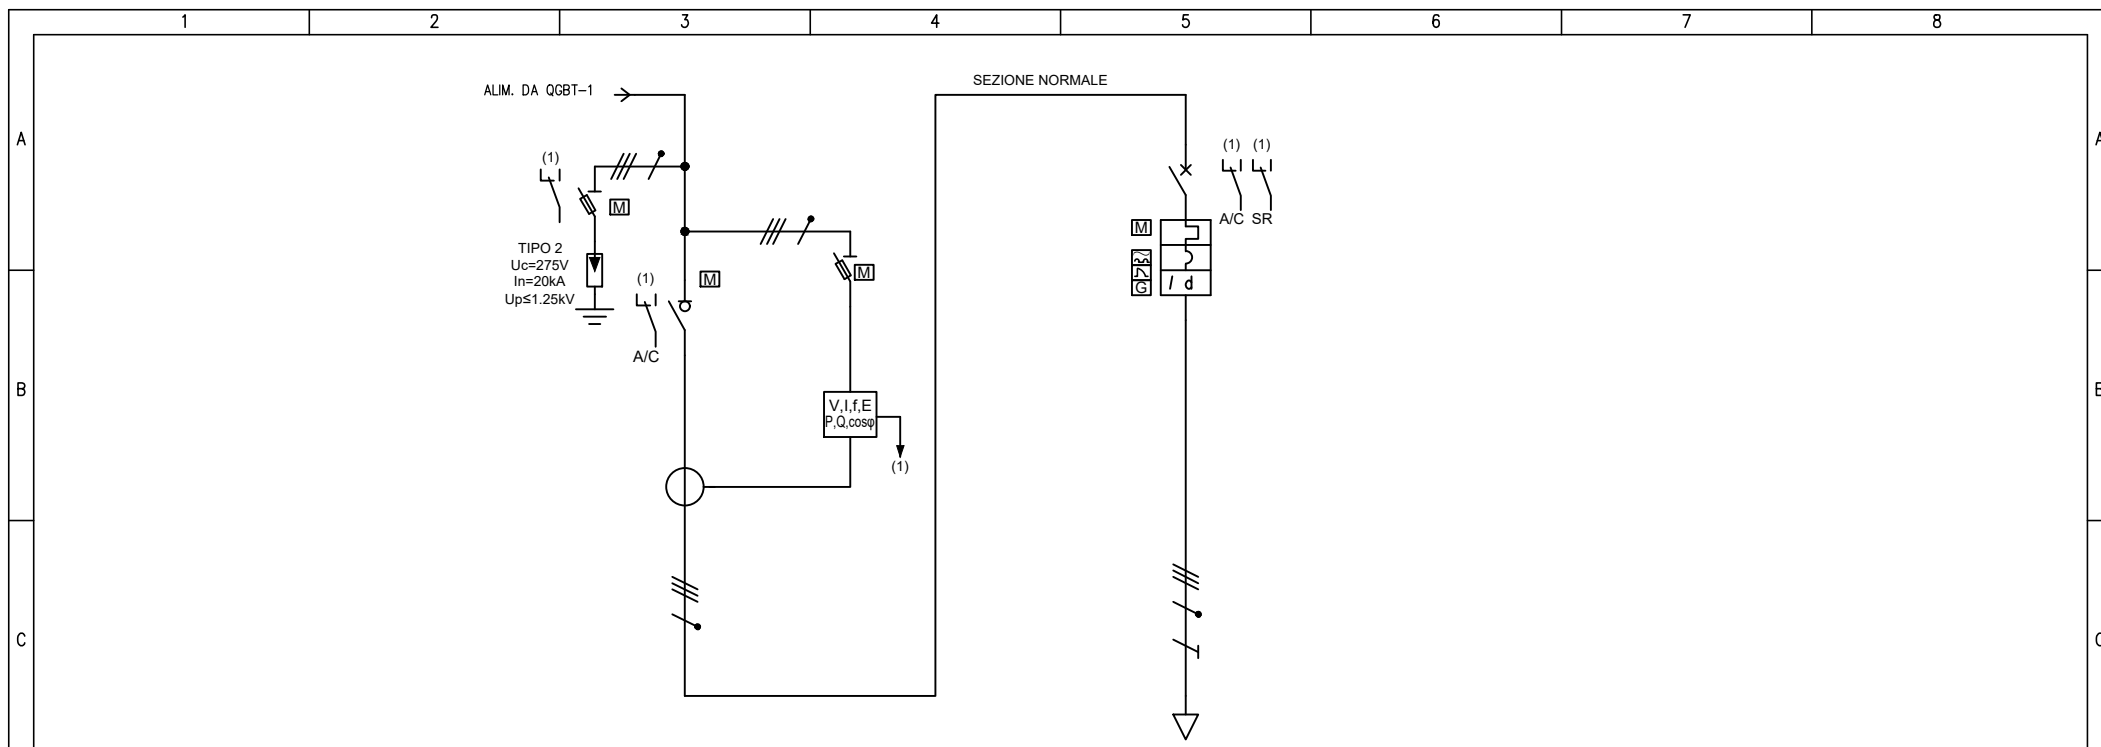 1 2 3 4 5 6 7 8
SEZIONE NORMALE
ALIM. DA QGBT-1
A A
(1) (1) (1)
M
A/C SR
M
TIPO 2
Uc=275V
In=20kA
Up≤1.25kV
(1) M M
G I d
A/C
B B
V,I,f,E
P,Q,cosφ
(1)
C C